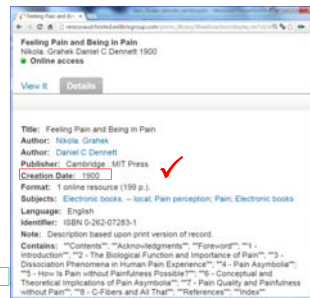 Feeling Pain and Be
Feeling Pain and Being in Pain
Nikola. Grahek Daniel C Dennett 1900
Online access
View It Details
Title: Feeling Pain and Being in Pain
Author: Nikola. Grahek
Author: Daniel C Dennett
Publisher: Cambridge : MIT Press
Creation Date: 1900
Format: 1 online resource (199 p.).
Subjects: Electronic books. -- local; Pain perception; Pain; Electronic books
Language: English
Identifier: ISBN 0-262-07283-1
Note: Description based upon print version of record.
Contains: ""Contents""; ""Acknowledgments""; ""Foreword""; ""1 -
Introduction""; ""2 - The Biological Function and Importance of Pain""; ""3 -
Dissociation Phenomena in Human Pain Experience""; ""4 - Pain Asymbolia"";
""5 - How Is Pain without Painfulness Possible?""; ""6 - Conceptual and
Theoretical Implications of Pain Asymbolia""; ""7 - Pain Quality and Painfulness
without Pain""; ""8 - C-Fibers and All That""; ""References""; ""Index""